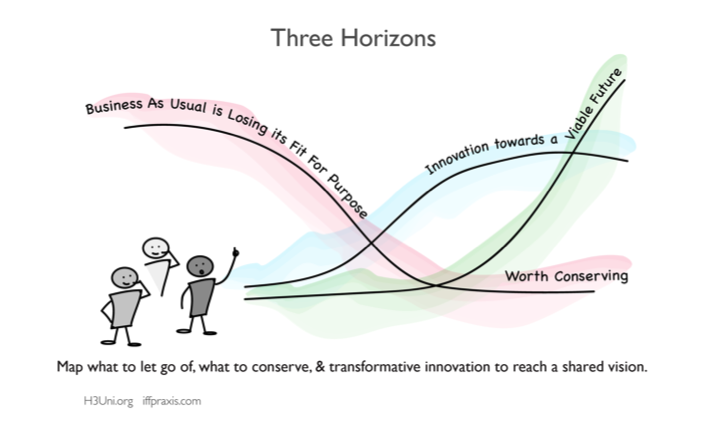 Three Horizons
Business As Usual is Losing its Fit For Purpose
Innovation towards a Viable Future
Worth Conserving
Map what to let go of, what to conserve, & transformative innovation to reach a shared vision.
H3Uni.org iffpraxis.com